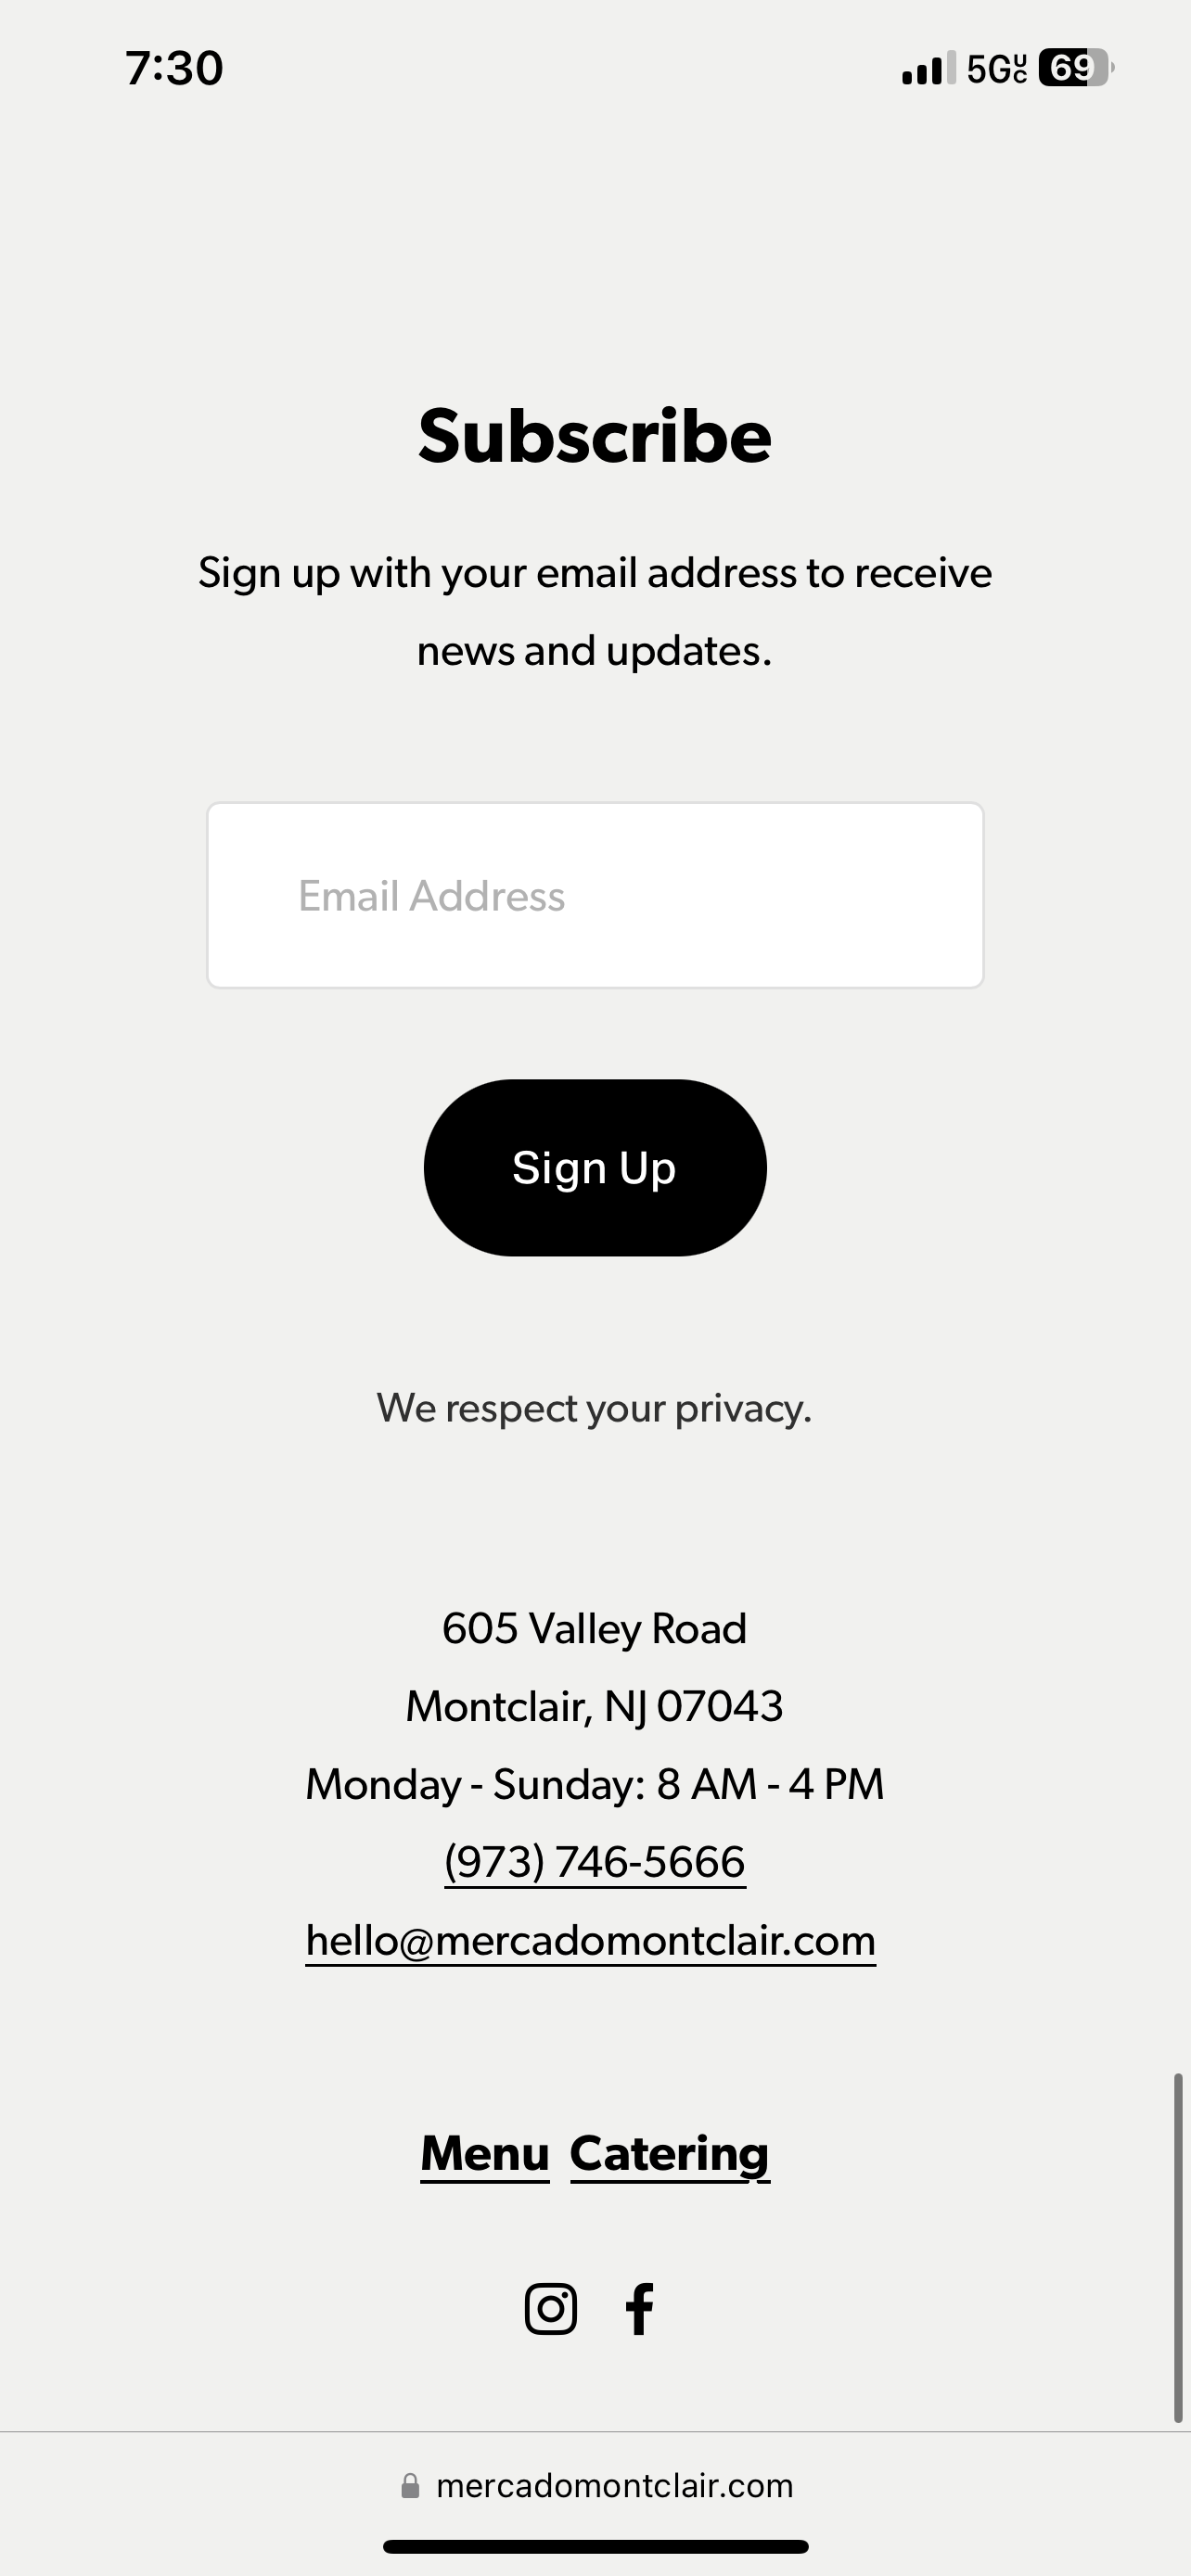 7:30
5GUC 69
Subscribe
Sign up with your email address to receive
news and updates.
Email Address
Sign Up
We respect your privacy.
605 Valley Road
Montclair, NJ 07043
Monday - Sunday: 8 AM - 4 PM
(973) 746-5666
hello@mercadomontclair.com
Menu Catering
mercadomontclair.com